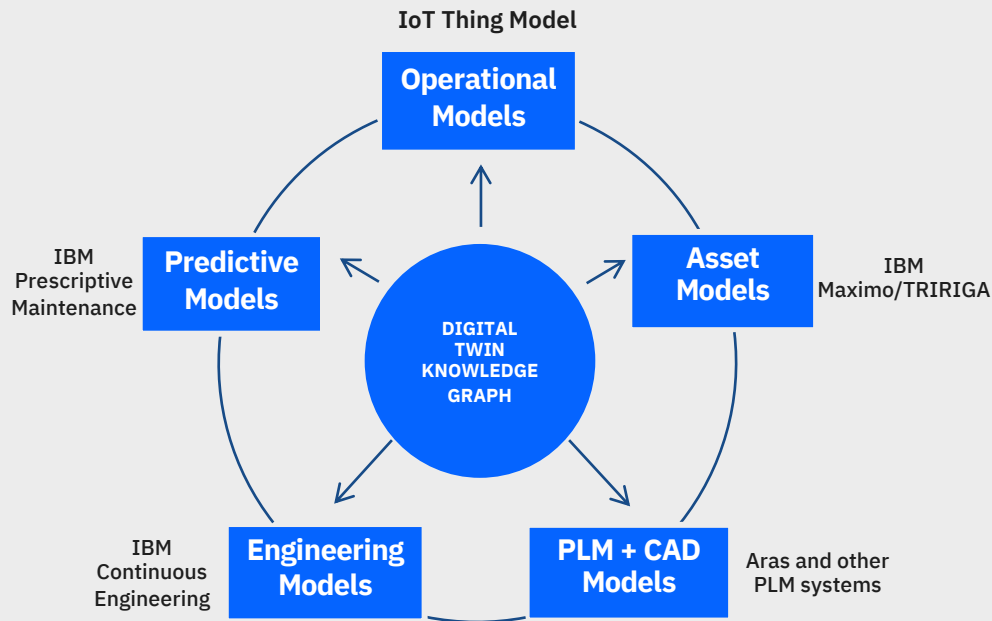 IoT Thing Model
Operational
Models
IBM
Prescriptive
Maintenance
Predictive
Models
Asset
Models
IBM
Maximo/TRIRIGA
DIGITAL
TWIN
KNOWLEDGE
GRAPH
IBM
Continuous
Engineering
Engineering
Models
PLM + CAD
Models
Aras and other
PLM systems